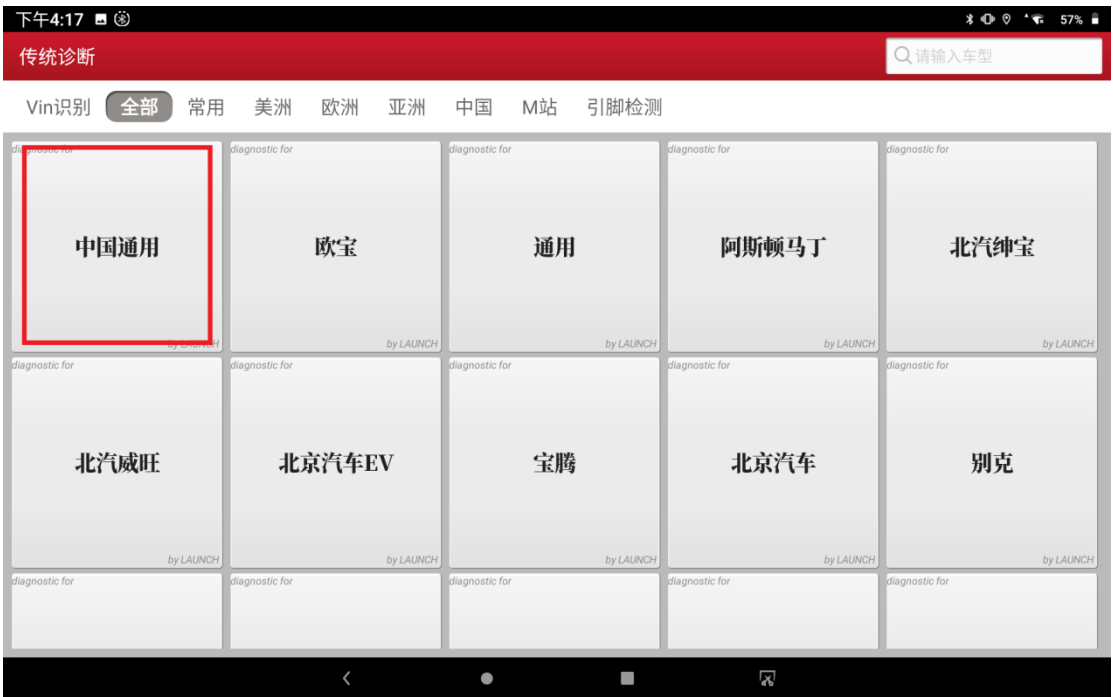 下午4:17
57%
传统诊断
请输入车型
Vin识别 全部 常用 美洲 欧洲 亚洲 中国 M站 引脚检测
diagnostic for diagnostic for diagnostic for diagnostic for diagnostic for
中国通用 欧宝 通用 阿斯顿马丁 北汽绅宝
by LAUNCH by LAUNCH by LAUNCH by LAUNCH by LAUNCH
diagnostic for diagnostic for diagnostic for diagnostic for diagnostic for
北汽威旺 北京汽车EV 宝腾 北京汽车 别克
by LAUNCH by LAUNCH by LAUNCH by LAUNCH by LAUNCH
diagnostic for diagnostic for diagnostic for diagnostic for diagnostic for